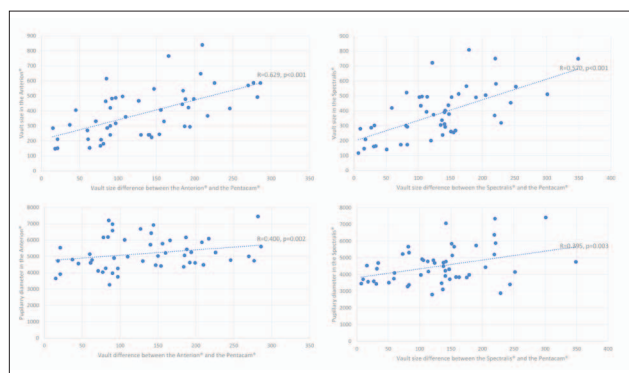 Vault size in the Anterion®
900
800
700
600
500
400
300
200
100
0
R=0.629, p<0.001
0 50 100 150 200 250 300
Vault size difference between the Anterion® and the Pentacam®
Vault size in the Spectralis®
900
800
700
600
500
400
300
200
100
0
p<0.001
0 50 100 150 200 250 300 350 400
Vault size difference between the Spectralis® and the Pentacam®
Pupillary diameter in the Anterion®
8000
7000
6000
5000
4000
3000
2000
1000
0
R=0.400, p=0.002
0 50 100 150 200 250 300
Vault difference between the Anterion® and the Pentacam®
Pupillary diameter in the Spectralis®
8000
7000
6000
5000
4000
3000
2000
1000
0
p=0.003
0 50 100 150 200 250 300 350 400
Vault size difference between the Spectralis® and the Pentacam®